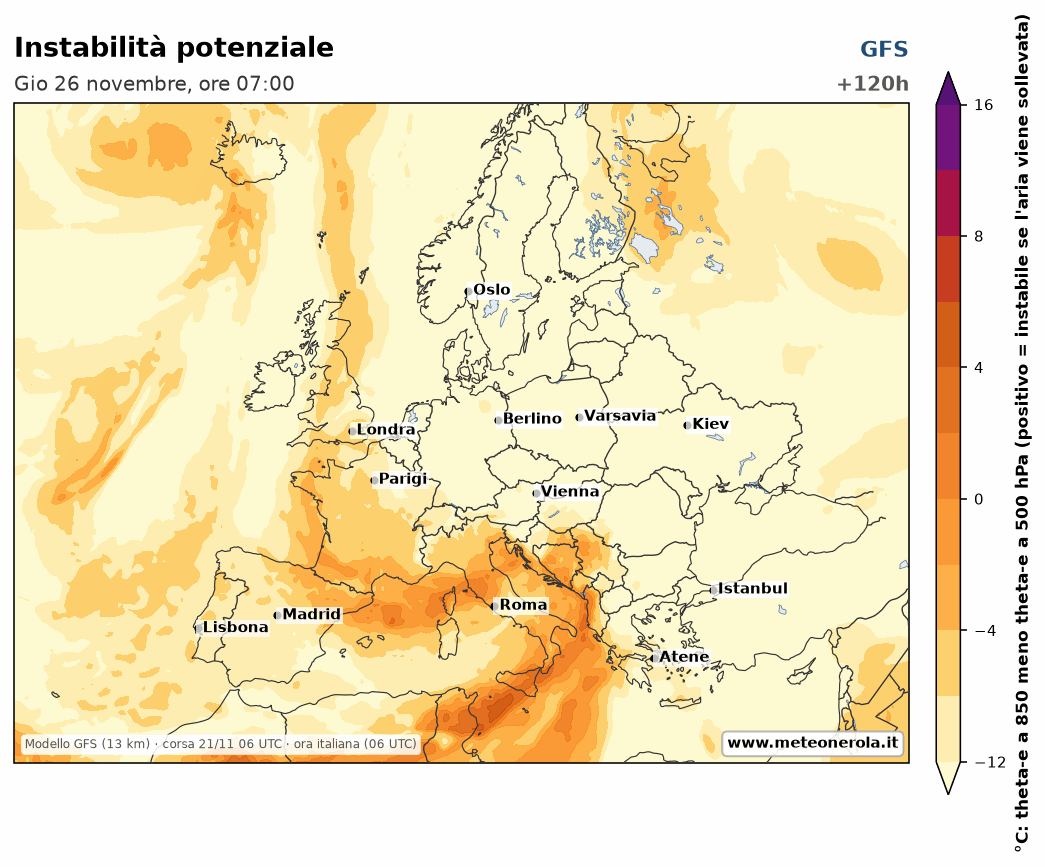 Instabilità potenziale
GFS
Gio 26 novembre, ore 07:00
+120h
Oslo
Londra
Berlino
Varsavia
Kiev
Parigi
Vienna
Istanbul
Roma
Madrid
Lisbona
Atene
Modello GFS (13 km) · corsa 21/11 06 UTC · ora italiana (06 UTC)
www.meteonerola.it
16
8
4
0
−4
−12
°C: theta-e a 850 meno theta-e a 500 hPa (positivo = instabile se l'aria viene sollevata)